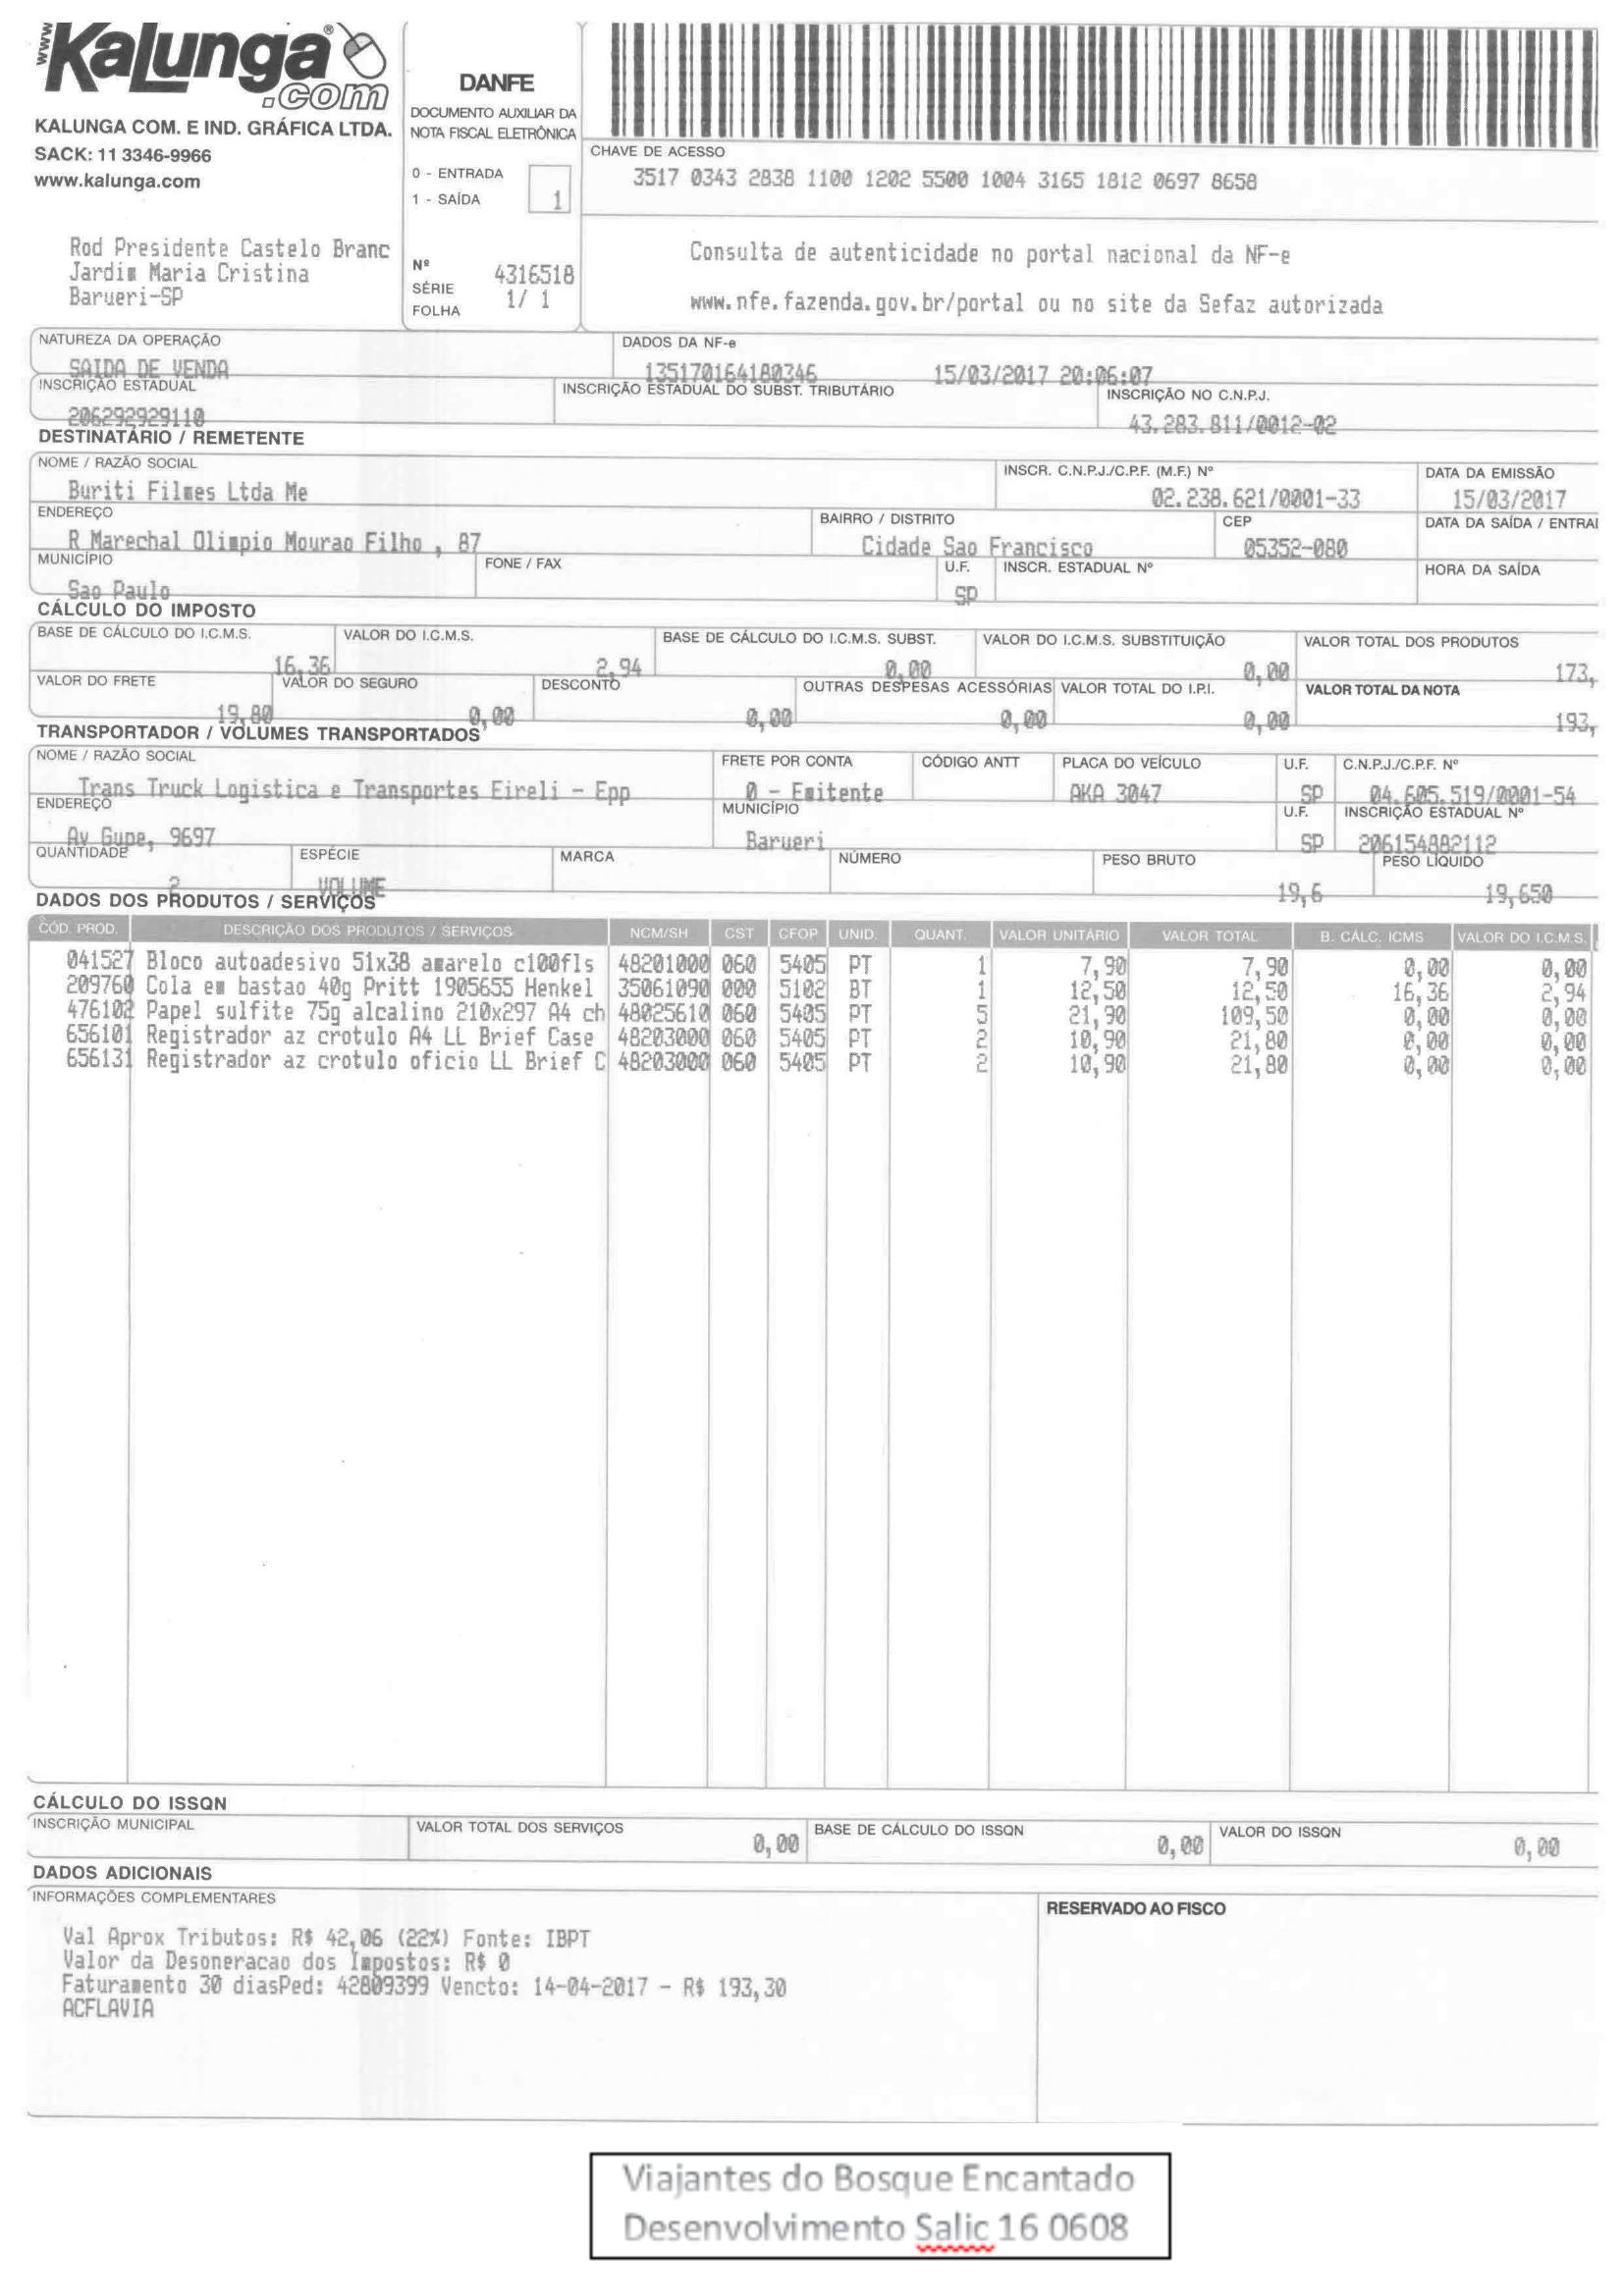 www
Kalunga®
.com
KALUNGA COM. E IND. GRÁFICA LTDA.
SACK: 11 3346-9966
www.kalunga.com
Rod Presidente Castelo Branc
Jardim Maria Cristina
Barueri-SP
DANFE
DOCUMENTO AUXILIAR DA
NOTA FISCAL ELETRÔNICA
0 - ENTRADA
1 - SAÍDA 1
Nº 4316518
SÉRIE
FOLHA 1/ 1
CHAVE DE ACESSO
3517 0343 2838 1100 1202 5500 1004 3165 1812 0697 8658
Consulta de autenticidade no portal nacional da NF-e
www.nfe.fazenda.gov.br/portal ou no site da Sefaz autorizada
NATUREZA DA OPERAÇÃO DADOS DA NF-e
SAIDA DE VENDA 135170164180346 15/03/2017 20:06:07
INSCRIÇÃO ESTADUAL INSCRIÇÃO ESTADUAL DO SUBST. TRIBUTÁRIO INSCRIÇÃO NO C.N.P.J.
206292929110 43.283.811/0012-02
DESTINATÁRIO / REMETENTE
NOME / RAZÃO SOCIAL INSCR. C.N.P.J./C.P.F. (M.F.) Nº DATA DA EMISSÃO
Buriti Filmes Ltda Me 02.238.621/0001-33 15/03/2017
ENDEREÇO BAIRRO / DISTRITO CEP DATA DA SAÍDA / ENTRA
R Marechal Olimpio Mourao Filho , 87 Cidade Sao Francisco 05352-080
MUNICÍPIO FONE / FAX U.F. INSCR. ESTADUAL Nº HORA DA SAÍDA
Sao Paulo SP
CÁLCULO DO IMPOSTO
BASE DE CÁLCULO DO I.C.M.S. VALOR DO I.C.M.S. BASE DE CÁLCULO DO I.C.M.S. SUBST. VALOR DO I.C.M.S. SUBSTITUIÇÃO VALOR TOTAL DOS PRODUTOS
16,36 2,94 0,00 0,00 173,
VALOR DO FRETE VALOR DO SEGURO DESCONTO OUTRAS DESPESAS ACESSÓRIAS VALOR TOTAL DO I.P.I. VALOR TOTAL DA NOTA
19,80 0,00 0,00 0,00 0,00 193,
TRANSPORTADOR / VOLUMES TRANSPORTADOS
NOME / RAZÃO SOCIAL FRETE POR CONTA CÓDIGO ANTT PLACA DO VEÍCULO U.F. C.N.P.J./C.P.F. Nº
Trans Truck Logistica e Transportes Eireli - Epp 0 - Emitente AKA 3047 SP 04.605.519/0001-54
ENDEREÇO MUNICÍPIO U.F. INSCRIÇÃO ESTADUAL Nº
Av Gupe, 9697 Barueri SP 206154882112
QUANTIDADE ESPÉCIE MARCA NÚMERO PESO BRUTO PESO LÍQUIDO
2 VOLUME 19,6 19,650
DADOS DOS PRODUTOS / SERVIÇOS
CÓD. PROD. DESCRIÇÃO DOS PRODUTOS / SERVIÇOS NCM/SH CST CFOP UNID. QUANT. VALOR UNITÁRIO VALOR TOTAL B. CÁLC. ICMS VALOR DO I.C.M.S.
041527 Bloco autoadesivo 51x38 amarelo c100fls 48201000 060 5405 PT 1 7,90 7,90 0,00 0,00
209760 Cola em bastao 40g Pritt 1905655 Henkel 35061090 000 5102 BT 1 12,50 12,50 16,36 2,94
476102 Papel sulfite 75g alcalino 210x297 A4 ch 48025610 060 5405 PT 5 21,90 109,50 0,00 0,00
656101 Registrador az crotulo A4 LL Brief Case 48203000 060 5405 PT 2 10,90 21,80 0,00 0,00
656131 Registrador az crotulo oficio LL Brief C 48203000 060 5405 PT 2 10,90 21,80 0,00 0,00
CÁLCULO DO ISSQN
INSCRIÇÃO MUNICIPAL VALOR TOTAL DOS SERVIÇOS 0,00 BASE DE CÁLCULO DO ISSQN 0,00 VALOR DO ISSQN 0,00
DADOS ADICIONAIS
INFORMAÇÕES COMPLEMENTARES RESERVADO AO FISCO
Val Aprox Tributos: R$ 42,06 (22%) Fonte: IBPT
Valor da Desoneracao dos Impostos: R$ 0
Faturamento 30 diasPed: 42809399 Vencto: 14-04-2017 - R$ 193,30
ACFLAVIA
Viajantes do Bosque Encantado
Desenvolvimento Salic 16 0608